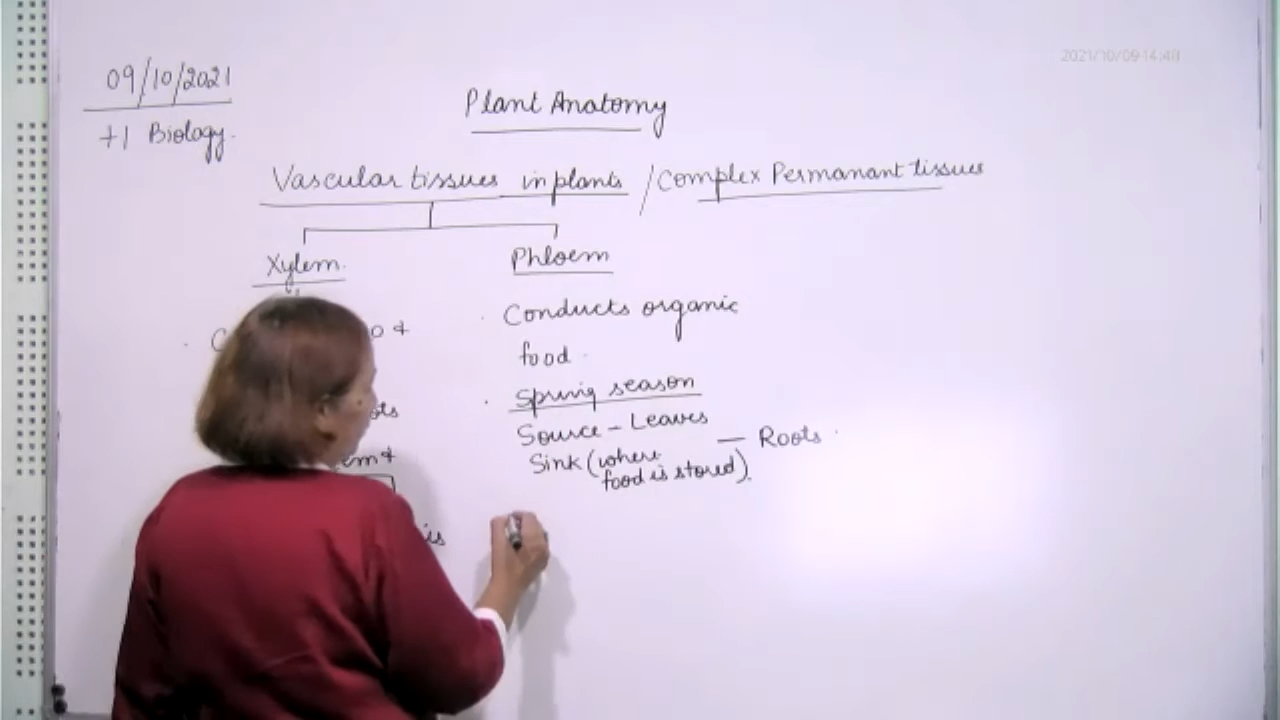 2021/10/09 14:48
09/10/2021
+1 Biology.
Plant Anatomy
Vascular tissues in plants / Complex Permanant tissues
Xylem.
Phloem
Conducts organic
food.
Spring season
Source - Leaves
Sink (where
food is stored).
— Roots.